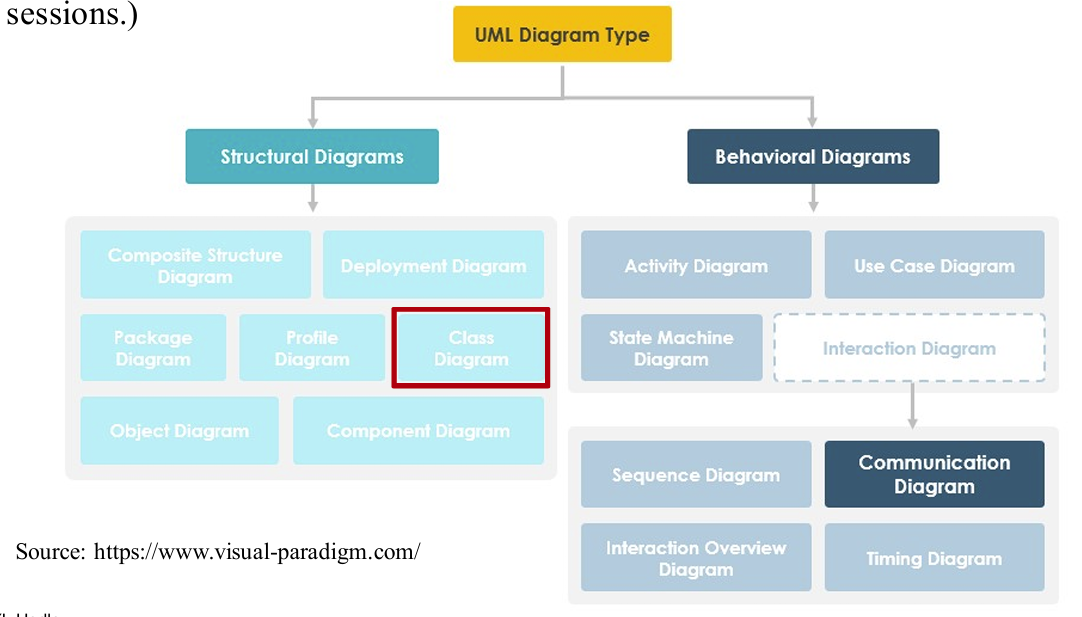 sessions.)
UML Diagram Type
Structural Diagrams
Behavioral Diagrams
Composite Structure
Diagram
Deployment Diagram
Package
Diagram
Profile
Diagram
Class
Diagram
Object Diagram
Component Diagram
Activity Diagram
Use Case Diagram
State Machine
Diagram
Interaction Diagram
Sequence Diagram
Communication
Diagram
Interaction Overview
Diagram
Timing Diagram
Source: https://www.visual-paradigm.com/